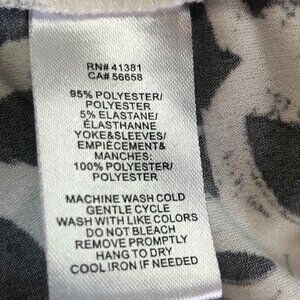 RN# 41381
CA# 56658
95% POLYESTER/
POLYESTER
5% ELASTANE/
ÉLASTHANNE
YOKE&SLEEVES/
EMPIÈCEMENT&
MANCHES:
100% POLYESTER/
POLYESTER
MACHINE WASH COLD
GENTLE CYCLE
WASH WITH LIKE COLORS
DO NOT BLEACH
REMOVE PROMPTLY
HANG TO DRY
COOL IRON IF NEEDED